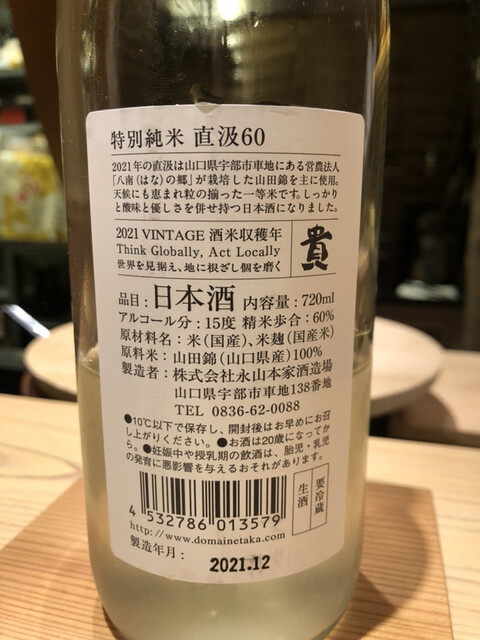 特別純米 直汲60
2021年の直汲は山口県宇部市車地にある営農法人
「八南(はな)の郷」が栽培した山田錦を主に使用。
天候にも恵まれ粒の揃った一等米です。しっかり
と酸味と優しさを併せ持つ日本酒になりました。
2021 VINTAGE 酒米収穫年
Think Globally, Act Locally
世界を見据え、地に根ざし個を磨く
貴
品目:日本酒 内容量:720ml
アルコール分:15度 精米歩合:60%
原材料名:米(国産)、米麹(国産米)
原料米:山田錦(山口県産)100%
製造者:株式会社永山本家酒造場
山口県宇部市車地138番地
TEL 0836-62-0088
●10℃以下で保存し、開封後はお早めにお召
し上がりください。●お酒は20歳になってか
ら。●妊娠中や授乳期の飲酒は、胎児・乳児
の発育に悪影響を与えるおそれがあります。
要冷蔵
生酒
4 532786 013579
http://www.domainetaka.com
製造年月:
2021.12